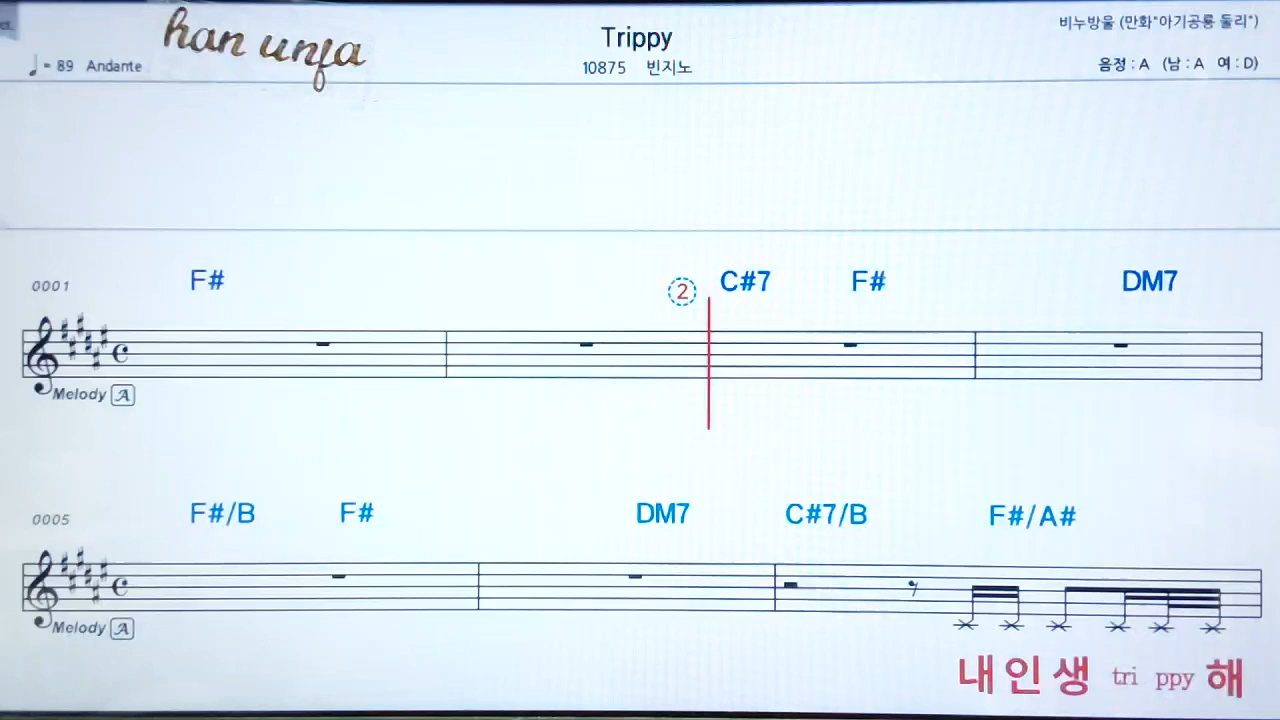 han unfa
Trippy
비누방울 (만화"아기공룡 둘리")
♩= 89 Andante
10875 빈지노
음정 : A (남 : A 여 : D)
0001
F# ② C#7 F# DM7
Melody A
0005
F#/B F# DM7 C#7/B F#/A#
Melody A
내 인 생 tri ppy 해